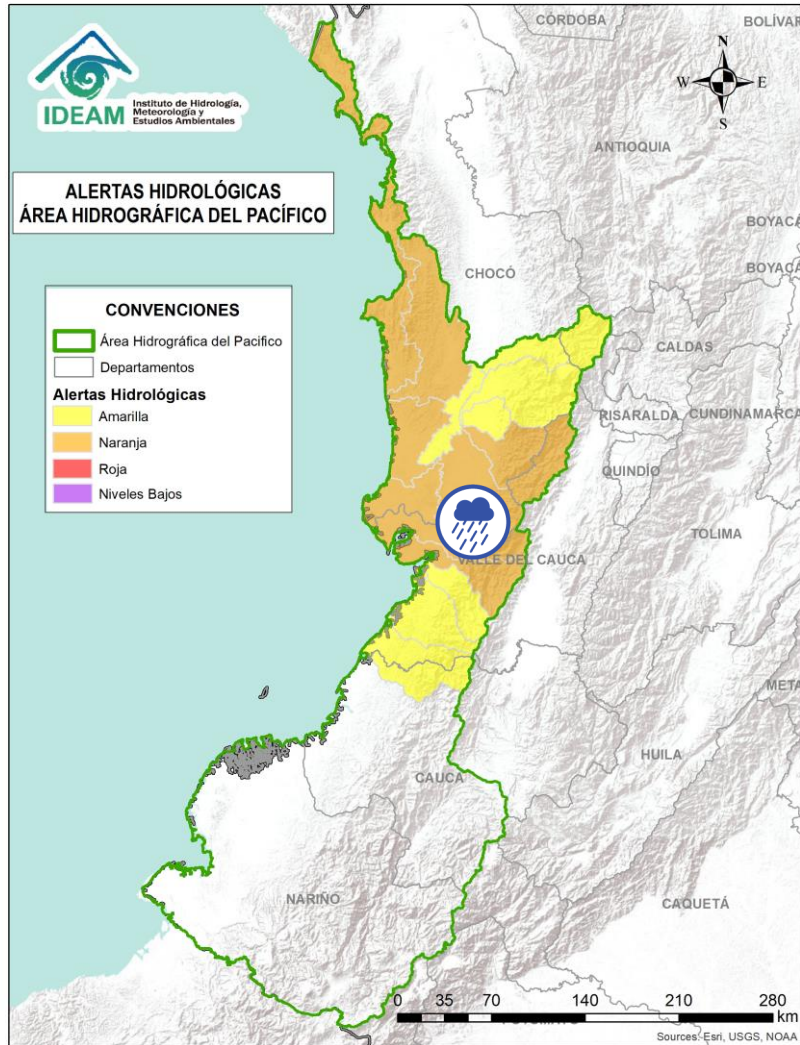 IDEAM
Instituto de Hidrología,
Meteorología y
Estudios Ambientales
ALERTAS HIDROLÓGICAS
ÁREA HIDROGRÁFICA DEL PACÍFICO
CONVENCIONES
Área Hidrográfica del Pacifico
Departamentos
Alertas Hidrológicas
Amarilla
Naranja
Roja
Niveles Bajos
N
W
E
S
CÓRDOBA
BOLÍVAR
ANTIOQUIA
BOYACÁ
BOYACÁ
CHOCÓ
CALDAS
RISARALDA
CUNDINAMARCA
QUINDÍO
TOLIMA
VALLE DEL CAUCA
META
HUILA
CAUCA
NARIÑO
CAQUETÁ
0 35 70 140 210 280
km
Sources: Esri, USGS, NOAA